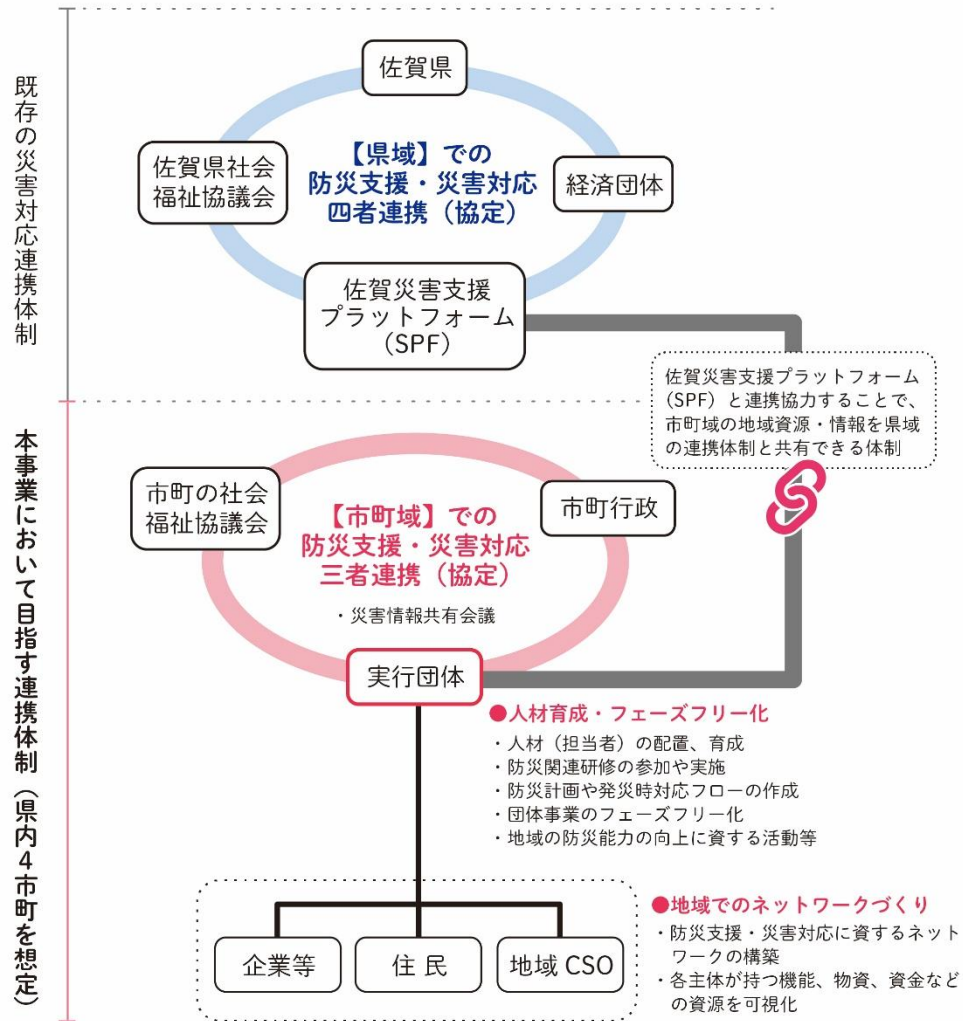 既存の災害対応連携体制
佐賀県
佐賀県社会
福祉協議会
【県域】での
防災支援・災害対応
四者連携（協定）
経済団体
佐賀災害支援
プラットフォーム
（SPF）
佐賀災害支援プラットフォーム
（SPF）と連携協力することで、
市町域の地域資源・情報を県域
の連携体制と共有できる体制
本事業において目指す連携体制（県内４市町を想定）
市町の社会
福祉協議会
【市町域】での
防災支援・災害対応
三者連携（協定）
・災害情報共有会議
市町行政
実行団体
●人材育成・フェーズフリー化
・人材（担当者）の配置、育成
・防災関連研修の参加や実施
・防災計画や発災時対応フローの作成
・団体事業のフェーズフリー化
・地域の防災能力の向上に資する活動等
企業等
住 民
地域 CSO
●地域でのネットワークづくり
・防災支援・災害対応に資するネット
ワークの構築
・各主体が持つ機能、物資、資金など
の資源を可視化